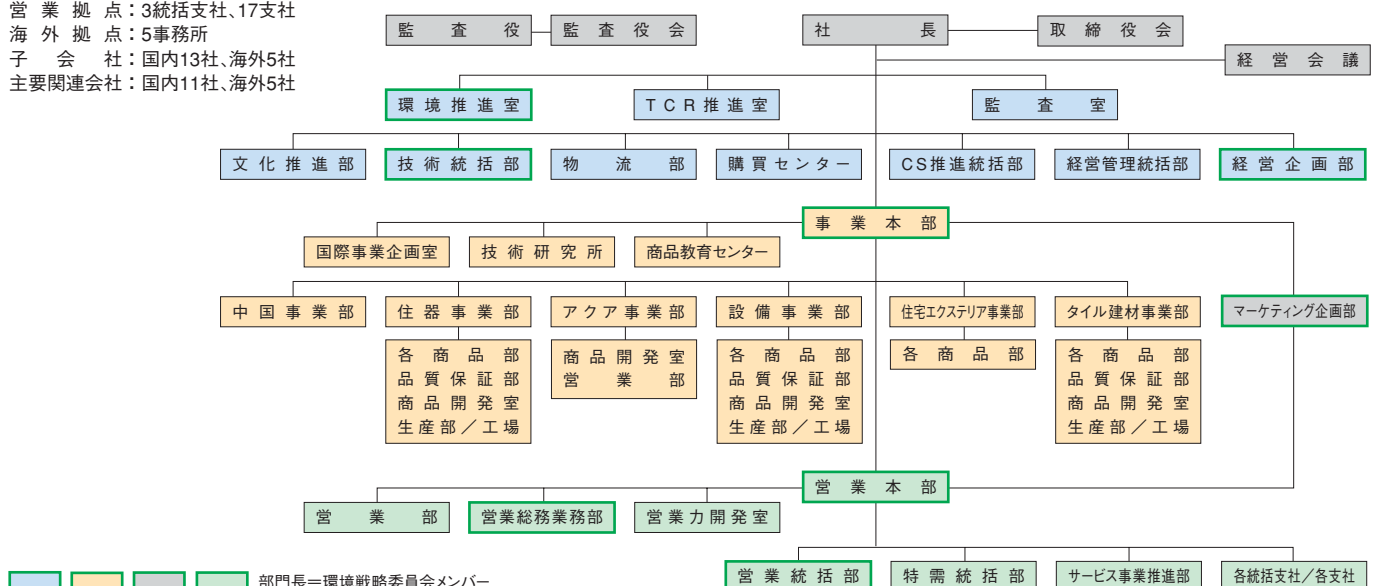 営業拠点：3統括支社、17支社
海外拠点：5事務所
子会社：国内13社、海外5社
主要関連会社：国内11社、海外5社
監査役
監査役会
社長
取締役会
経営会議
環境推進室
TCR推進室
監査室
文化推進部
技術統括部
物流部
購買センター
CS推進統括部
経営管理統括部
経営企画部
事業本部
国際事業企画室
技術研究所
商品教育センター
中国事業部
住器事業部
アクア事業部
設備事業部
住宅エクステリア事業部
タイル建材事業部
マーケティング企画部
各商品部
品質保証部
商品開発室
生産部／工場
商品開発室
営業部
各商品部
品質保証部
商品開発室
生産部／工場
各商品部
各商品部
品質保証部
商品開発室
生産部／工場
営業本部
営業部
営業総務業務部
営業力開発室
営業統括部
特需統括部
サービス事業推進部
各統括支社／各支社
部門長＝環境戦略委員会メンバー